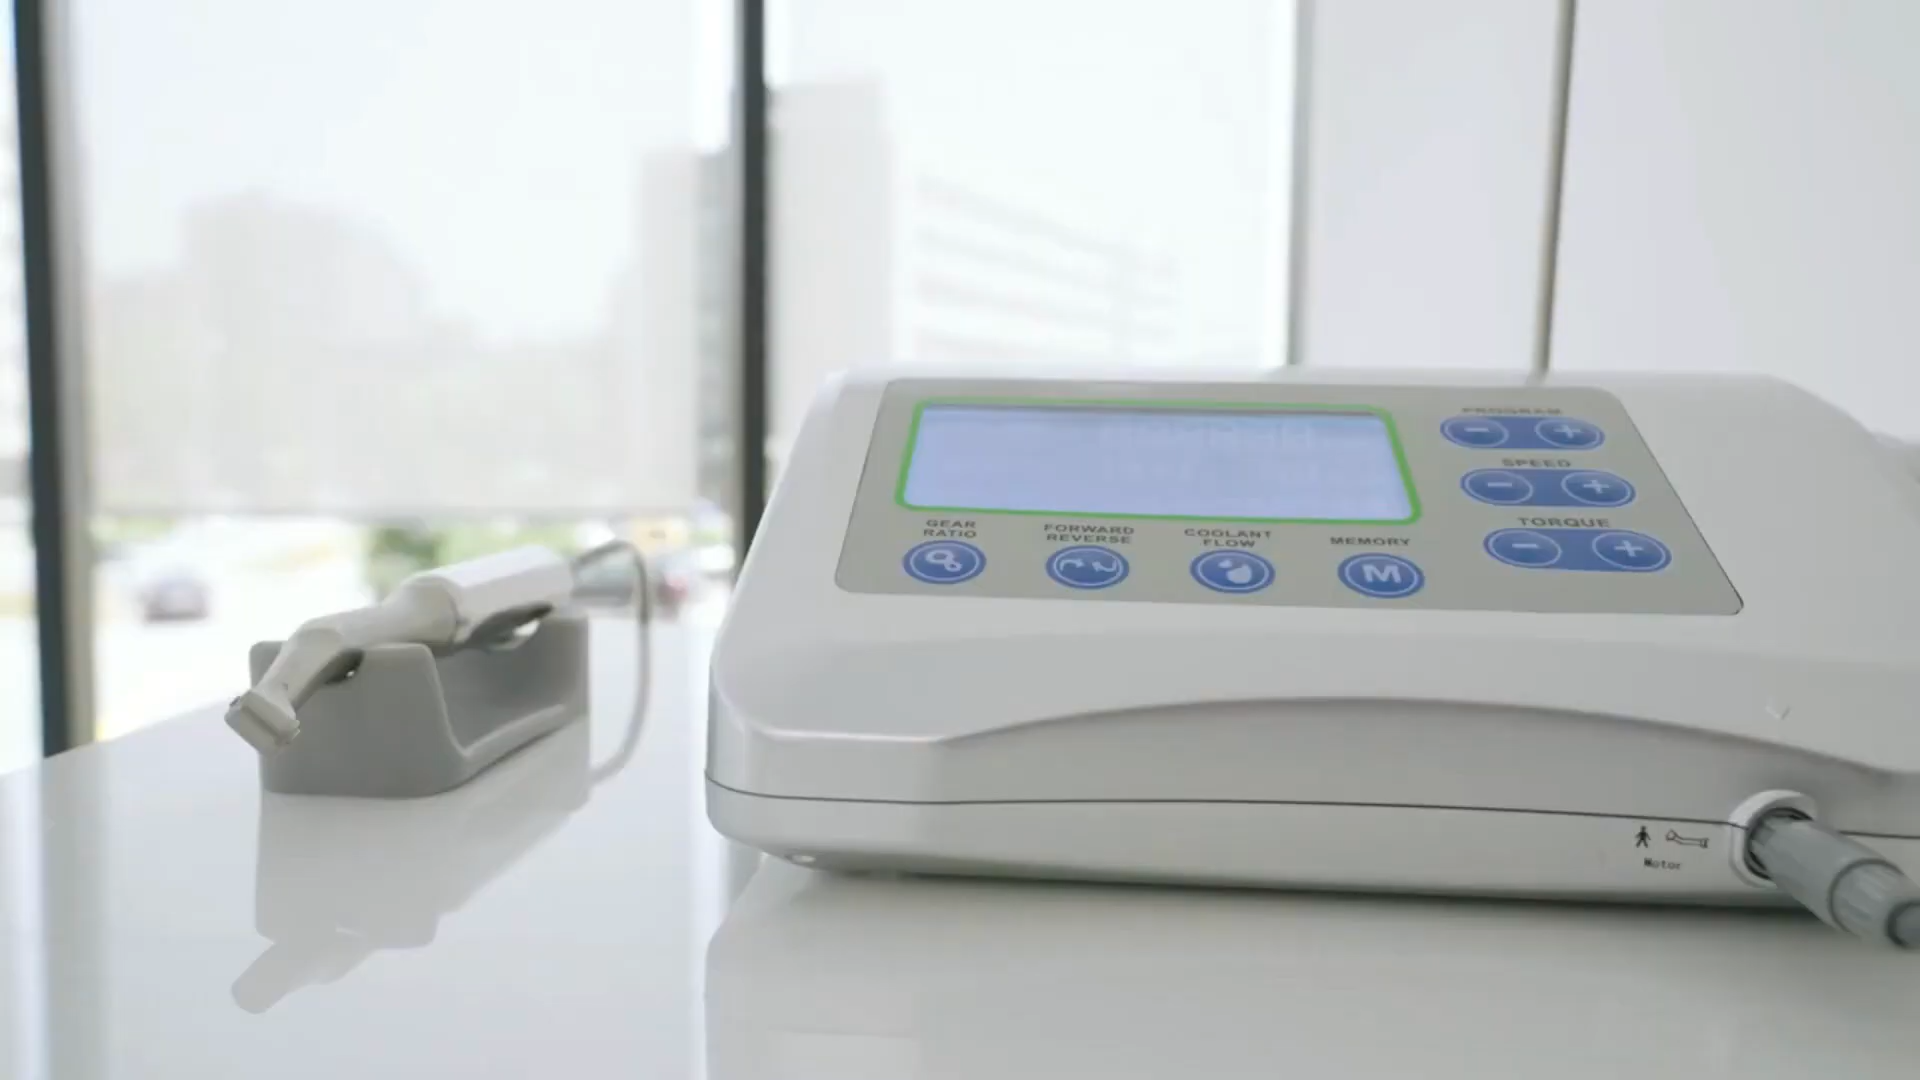 PROGRAM
- +
SPEED
- +
TORQUE
- +
GEAR
RATIO
FORWARD
REVERSE
COOLANT
FLOW
MEMORY
M
Motor